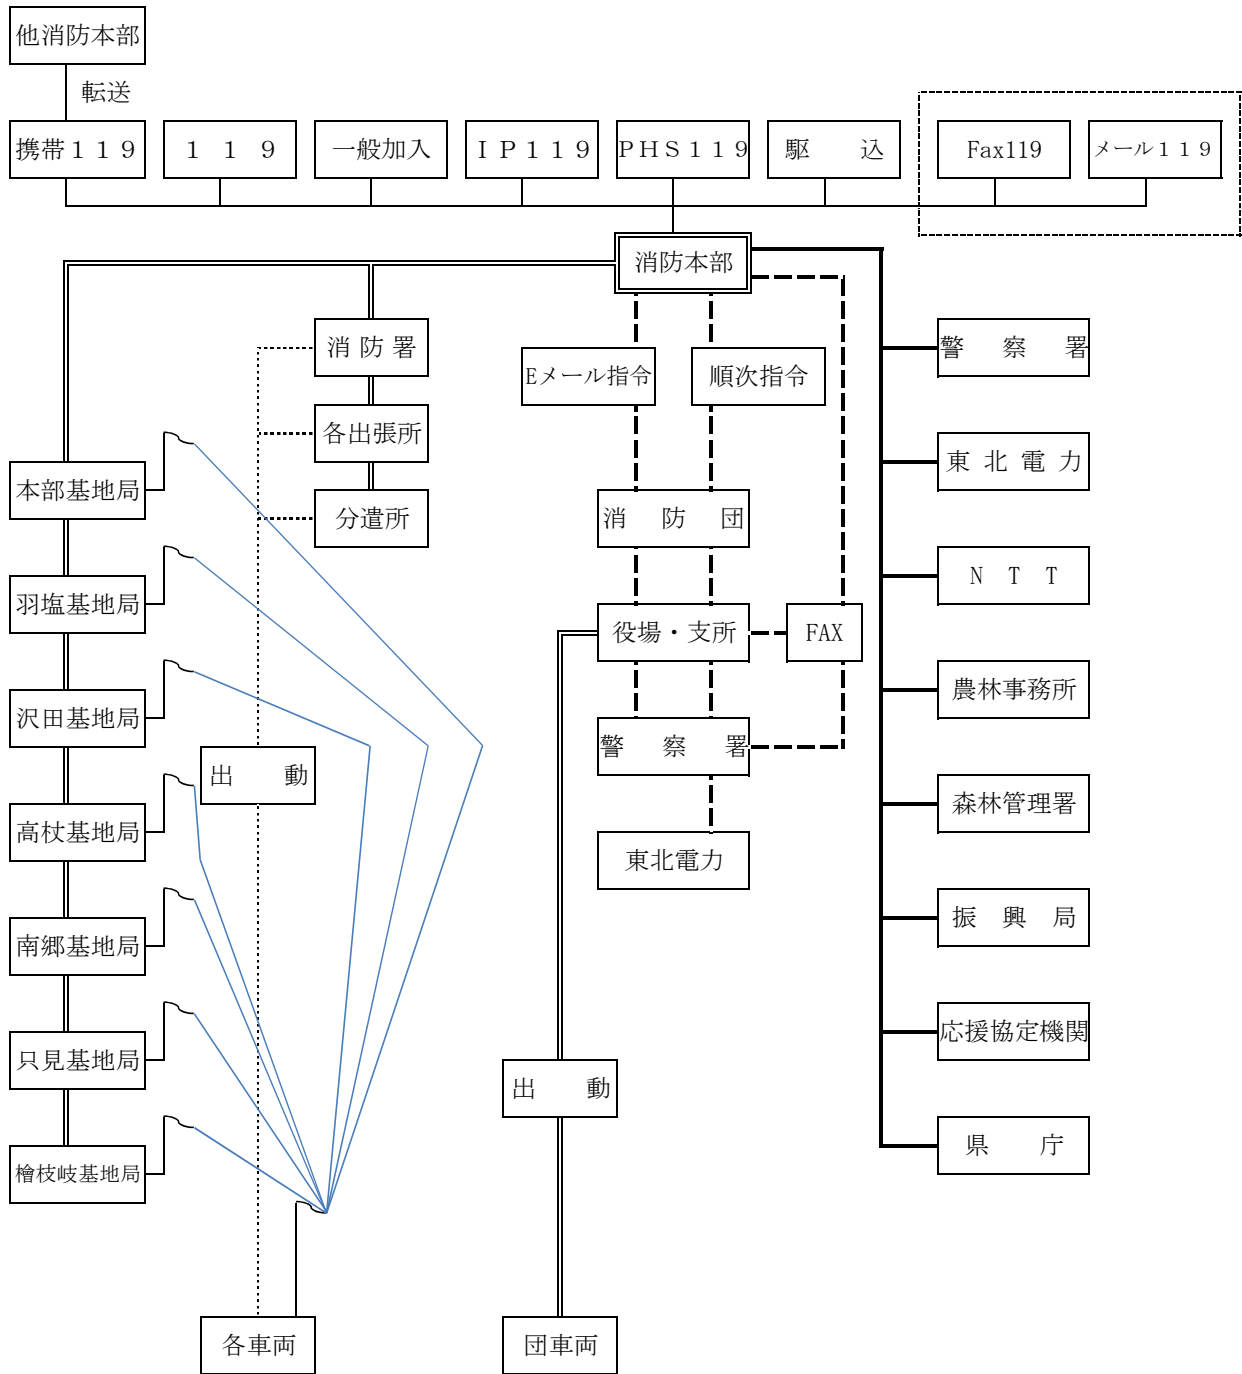 他消防本部
転送
携帯１１９
１ １ ９
一般加入
ＩＰ１１９
ＰＨＳ１１９
駆 込
Fax119
メール１１９
消防本部
消 防 署
Eメール指令
順次指令
警 察 署
各出張所
東 北 電 力
本部基地局
分遣所
消 防 団
Ｎ Ｔ Ｔ
羽塩基地局
役場・支所
FAX
農林事務所
沢田基地局
警 察 署
出 動
森林管理署
高杖基地局
東北電力
振 興 局
南郷基地局
応援協定機関
只見基地局
出 動
県 庁
檜枝岐基地局
各車両
団車両